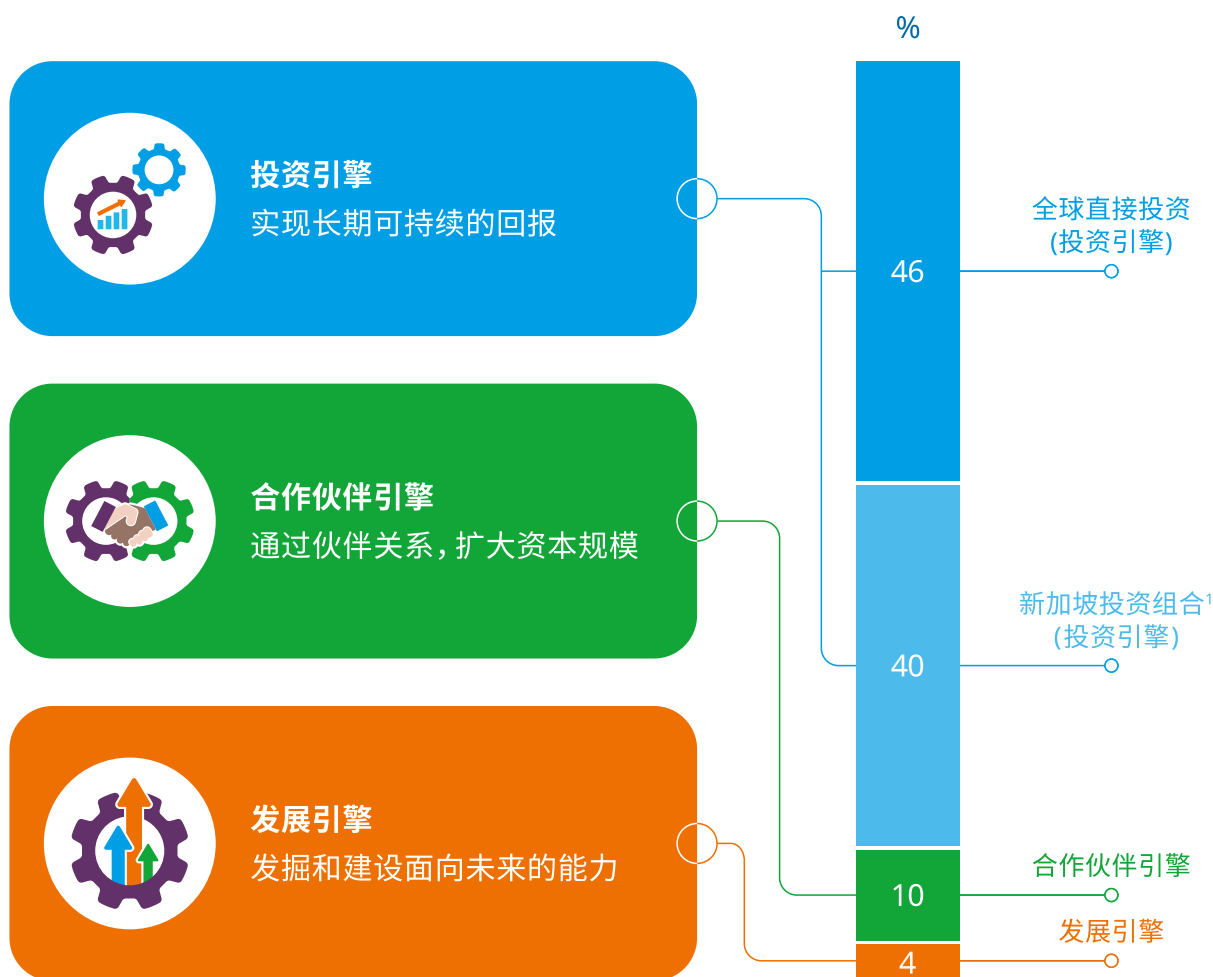 %
投资引擎
实现长期可持续的回报
46
全球直接投资
(投资引擎)
合作伙伴引擎
通过伙伴关系，扩大资本规模
40
新加坡投资组合¹
(投资引擎)
发展引擎
发掘和建设面向未来的能力
10
合作伙伴引擎
4
发展引擎